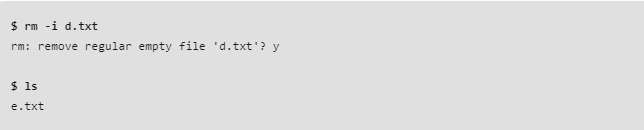 $ rm -i d.txt
rm: remove regular empty file 'd.txt'? y
$ ls
e.txt